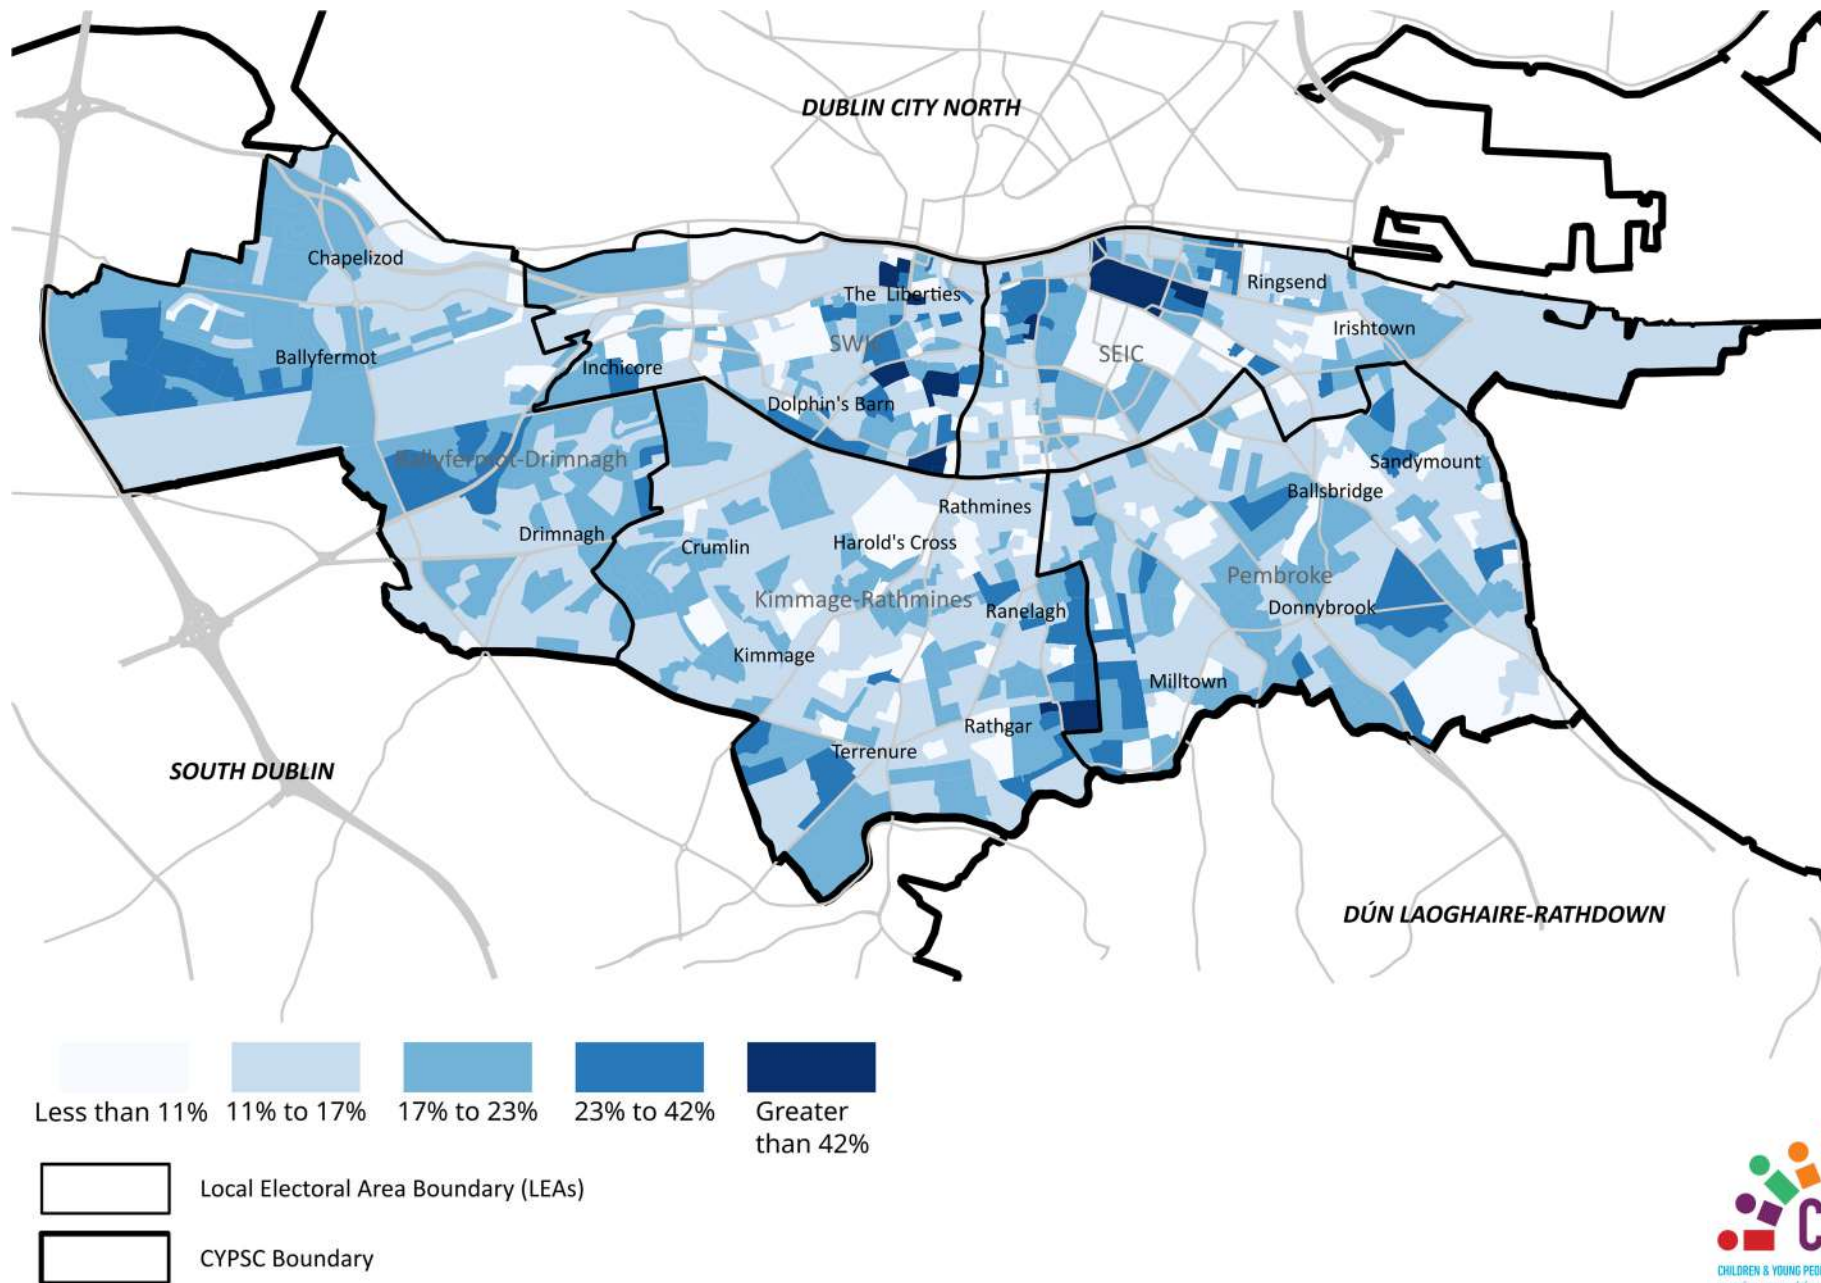 DUBLIN CITY NORTH
Chapelizod
Ringsend
The Liberties
Irishtown
SEIC
Ballyfermot
Inchicore
Dolphin's Barn
Ballyfermot-Drimnagh
Sandymount
Ballsbridge
Rathmines
Drimnagh
Crumlin
Harold's Cross
Pembroke
Kimmage-Rathmines
Ranelagh
Donnybrook
Kimmage
Milltown
Rathgar
Terrenure
SOUTH DUBLIN
DÚN LAOGHAIRE-RATHDOWN
Less than 11% 11% to 17% 17% to 23% 23% to 42% Greater
than 42%
Local Electoral Area Boundary (LEAs)
CYPSC Boundary
C
CHILDREN & YOUNG PEO